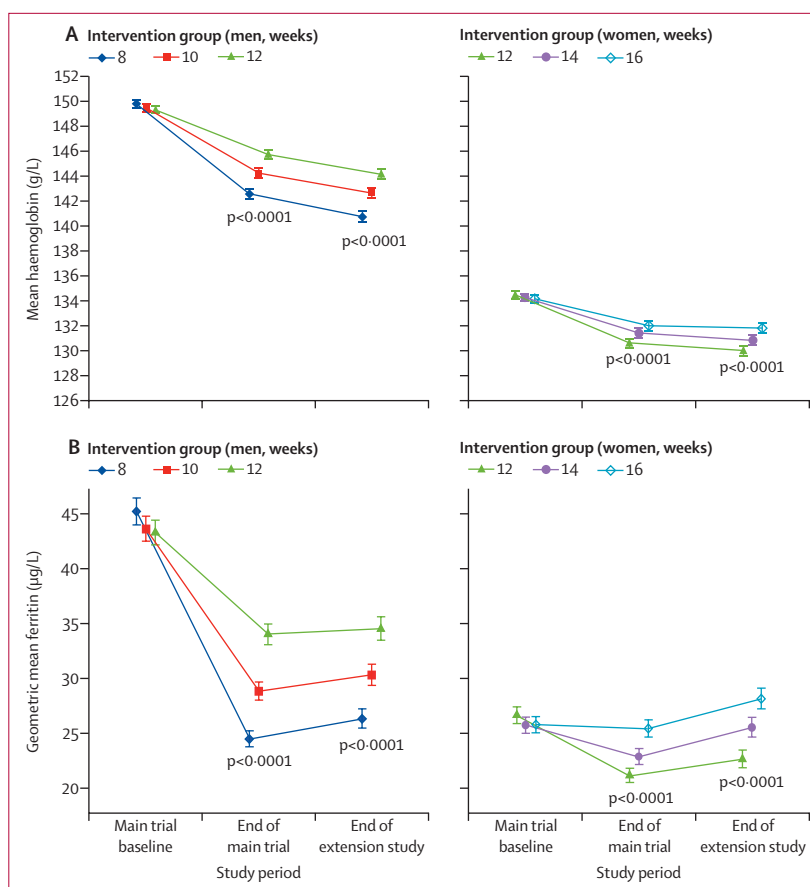 A Intervention group (men, weeks)
8 10 12
Intervention group (women, weeks)
12 14 16
Mean haemoglobin (g/L)
152
150
148
146
144
142
140
138
136
134
132
130
128
126
p<0·0001
p<0·0001
p<0·0001
p<0·0001
B Intervention group (men, weeks)
8 10 12
Intervention group (women, weeks)
12 14 16
Geometric mean ferritin (µg/L)
45
40
35
30
25
20
p<0·0001
p<0·0001
p<0·0001
p<0·0001
Main trial
baseline
End of
main trial
End of
extension study
Study period
Main trial
baseline
End of
main trial
End of
extension study
Study period